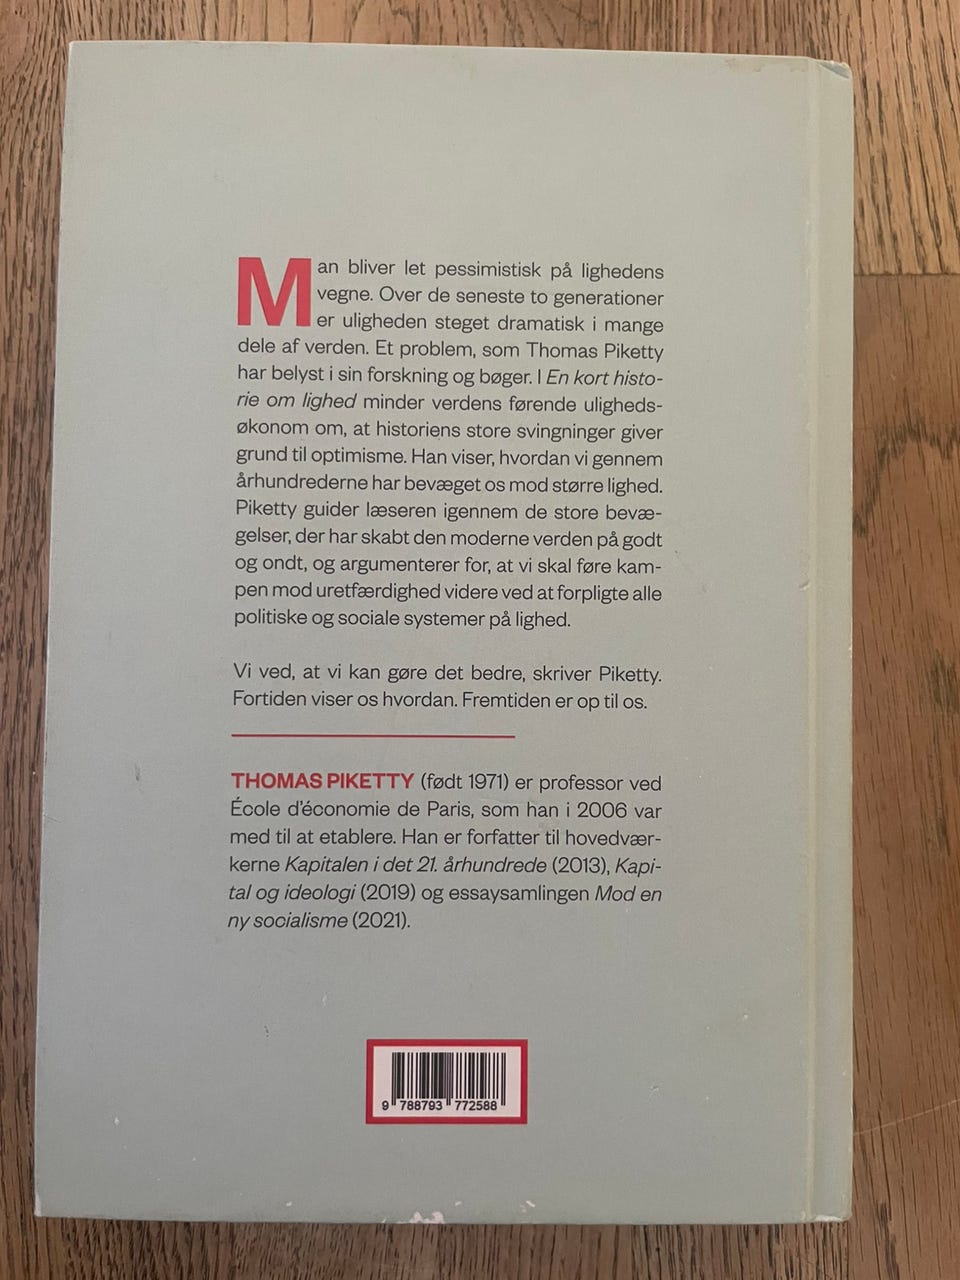 Man bliver let pessimistisk på lighedens
vegne. Over de seneste to generationer
er uligheden steget dramatisk i mange
dele af verden. Et problem, som Thomas Piketty
har belyst i sin forskning og bøger. I En kort histo-
rie om lighed minder verdens førende uligheds-
økonom om, at historiens store svingninger giver
grund til optimisme. Han viser, hvordan vi gennem
århundrederne har bevæget os mod større lighed.
Piketty guider læseren igennem de store bevæ-
gelser, der har skabt den moderne verden på godt
og ondt, og argumenterer for, at vi skal føre kam-
pen mod uretfærdighed videre ved at forpligte alle
politiske og sociale systemer på lighed.
Vi ved, at vi kan gøre det bedre, skriver Piketty.
Fortiden viser os hvordan. Fremtiden er op til os.
THOMAS PIKETTY (født 1971) er professor ved
École d'économie de Paris, som han i 2006 var
med til at etablere. Han er forfatter til hovedvær-
kerne Kapitalen i det 21. århundrede (2013), Kapi-
tal og ideologi (2019) og essaysamlingen Mod en
ny socialisme (2021).
9 788793 772588